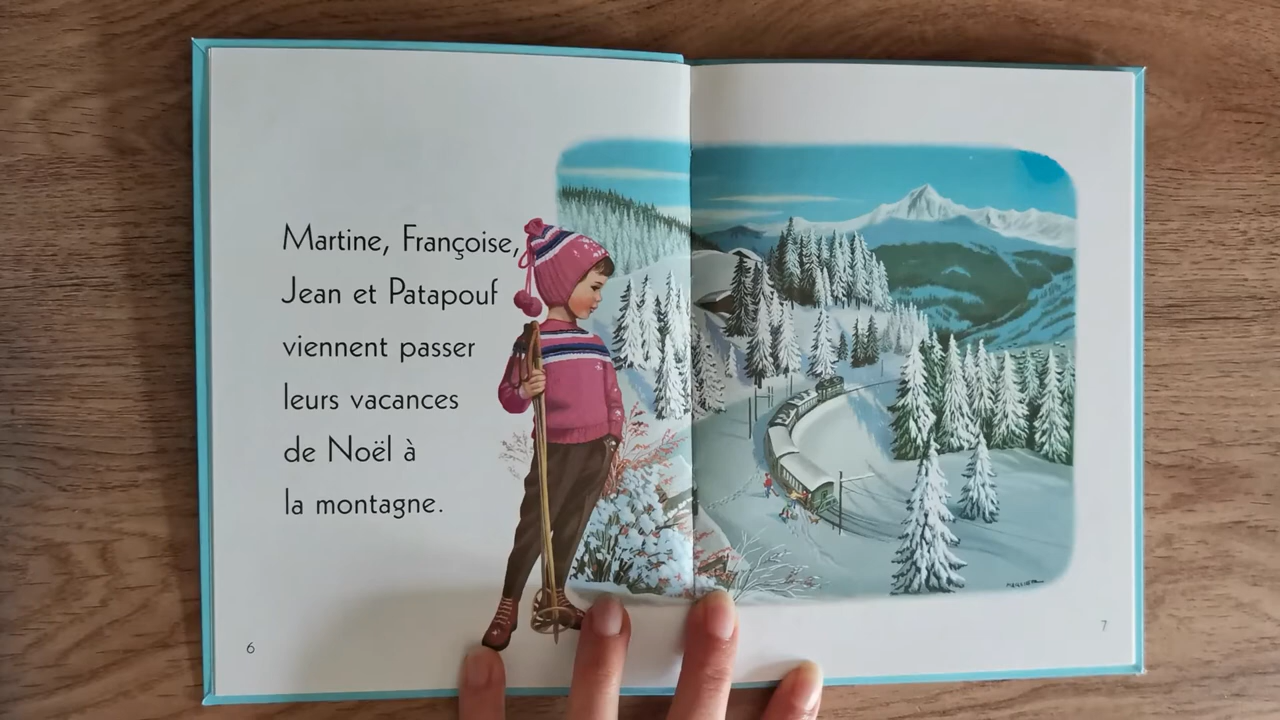 Martine, Françoise,
Jean et Patapouf
viennent passer
leurs vacances
de Noël à
la montagne.
6
7